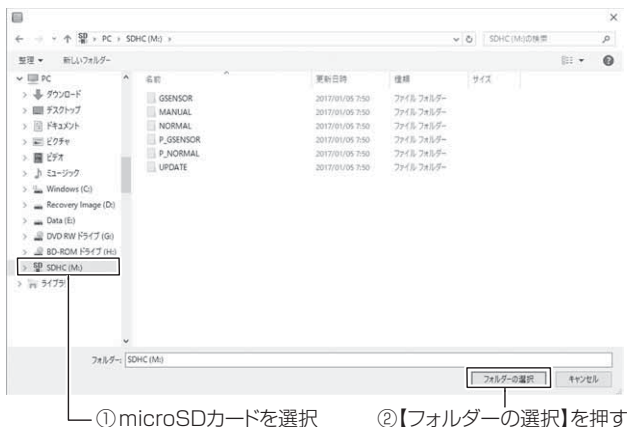 PC › SDHC (M:) ›
SDHC (M:)の検索
整理 新しいフォルダー
名前 更新日時 種類 サイズ
PC
ダウンロード
デスクトップ
ドキュメント
ピクチャ
ビデオ
ミュージック
Windows (C:)
Recovery Image (D:)
Data (E:)
DVD RW ドライブ (G:)
BD-ROM ドライブ (H:)
SDHC (M:)
ライブラ
GSENSOR 2017/01/05 7:50 ファイル フォルダー
MANUAL 2017/01/05 7:50 ファイル フォルダー
NORMAL 2017/01/05 7:50 ファイル フォルダー
P_GSENSOR 2017/01/05 7:50 ファイル フォルダー
P_NORMAL 2017/01/05 7:50 ファイル フォルダー
UPDATE 2017/01/05 7:50 ファイル フォルダー
フォルダー: SDHC (M:)
フォルダーの選択 キャンセル
①microSDカードを選択 ②【フォルダーの選択】を押す